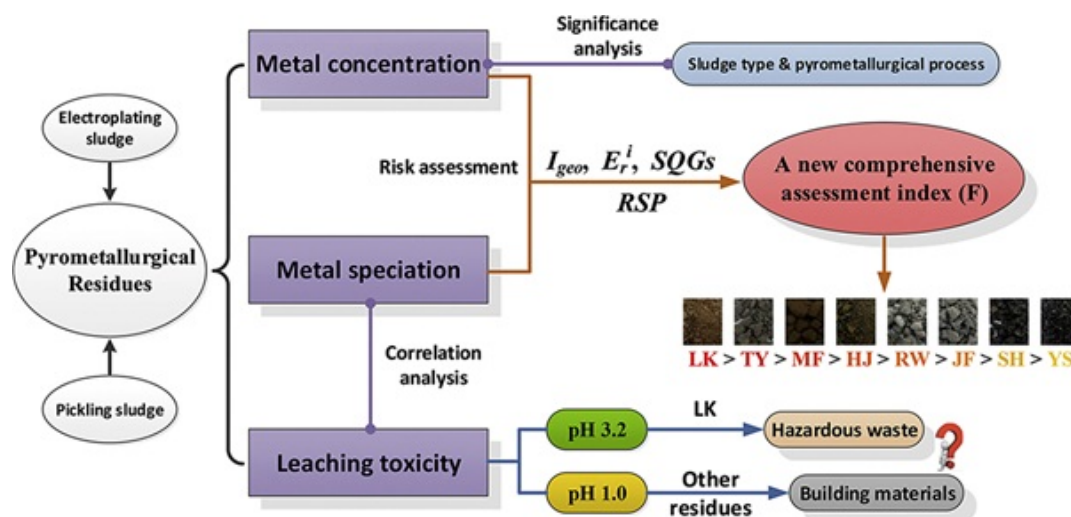 Significance
analysis
Metal concentration
Sludge type & pyrometallurgical process
Electroplating
sludge
Risk assessment
I_geo, E_r^i, SQGs
RSP
A new comprehensive
assessment index (F)
Pyrometallurgical
Residues
Metal speciation
LK > TY > MF > HJ > RW > JF > SH > YS
Correlation
analysis
Pickling sludge
Leaching toxicity
pH 3.2
LK
Hazardous waste
?
pH 1.0
Other
residues
Building materials